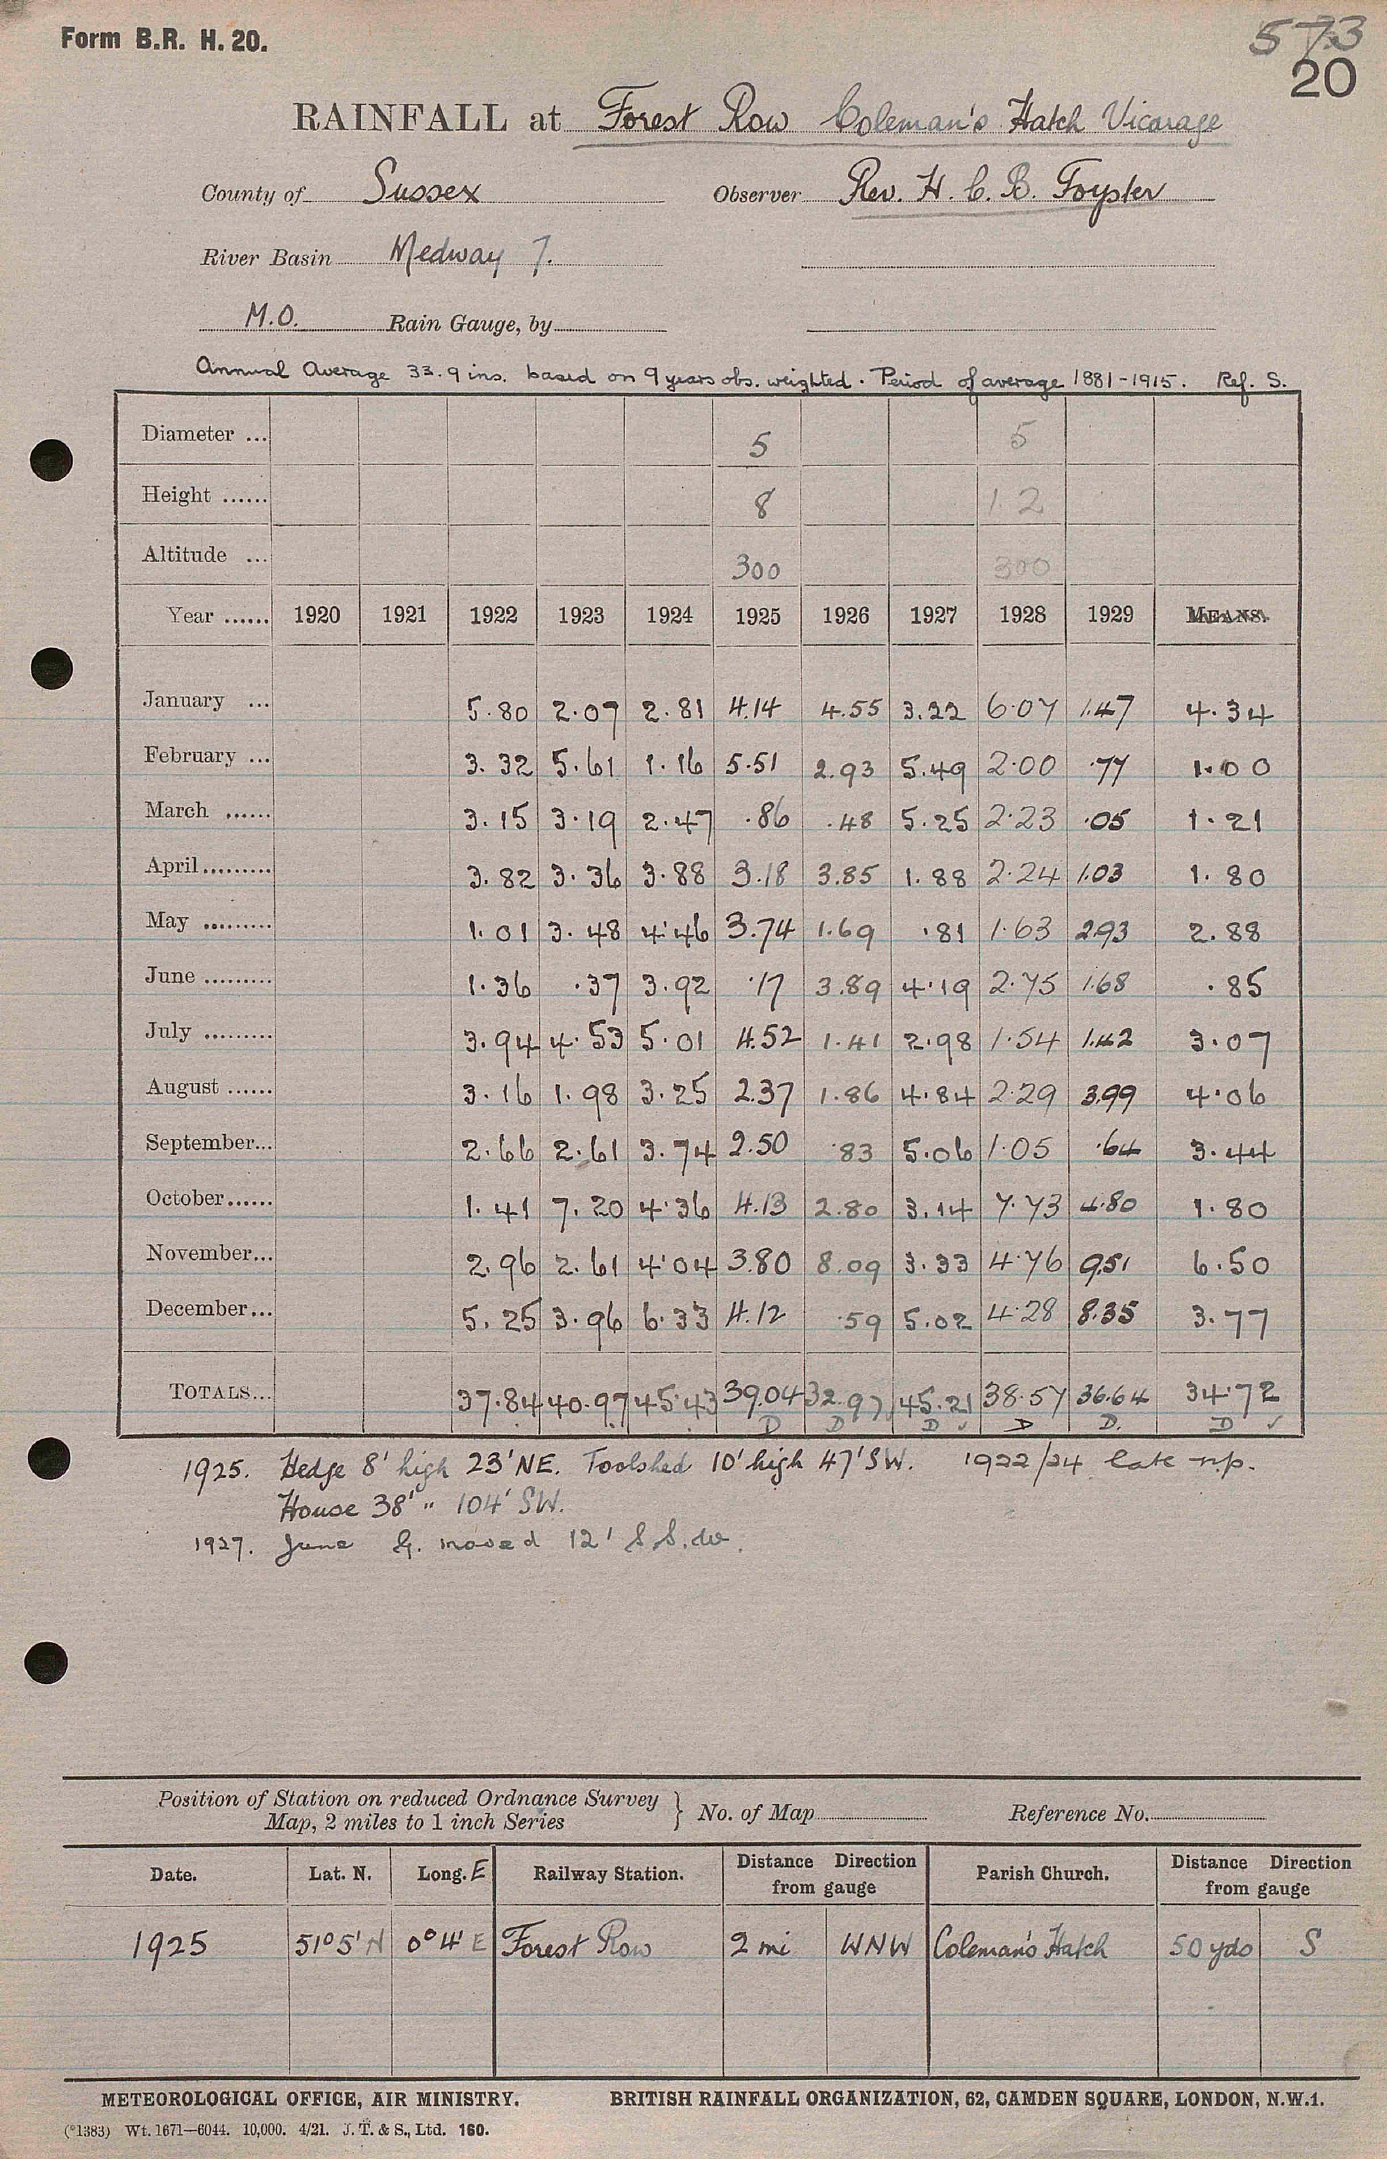 Form B.R. H. 20.
573
20
RAINFALL at Forest Row Coleman's Hatch Vicarage
County of Sussex Observer Rev. H. C. B. Foyster
River Basin Medway 7.
M.O. Rain Gauge, by
Annual Average 33.9 ins. based on 9 years obs. weighted. Period of average 1881-1915. Ref. S.
Diameter ... 5 5
Height ...... 8 12
Altitude ... 300 300
Year ...... 1920 1921 1922 1923 1924 1925 1926 1927 1928 1929 MEANS.
January ... 5.80 2.07 2.81 4.14 4.55 3.22 6.07 1.47 4.34
February ... 3.32 5.61 1.16 5.51 2.93 5.49 2.00 .77 1.00
March ...... 3.15 3.19 2.47 .86 .48 5.25 2.23 .05 1.21
April ......... 3.82 3.36 3.88 3.18 3.85 1.88 2.24 1.03 1.80
May ......... 1.01 3.48 4.46 3.74 1.69 .81 1.63 2.93 2.88
June ......... 1.36 .37 3.92 .17 3.89 4.19 2.75 1.68 .85
July ......... 3.94 4.53 5.01 4.52 1.41 2.98 1.54 1.42 3.07
August ...... 3.16 1.98 3.25 2.37 1.86 4.84 2.29 3.99 4.06
September... 2.66 2.61 3.74 2.50 .83 5.06 1.05 .64 3.44
October...... 1.41 7.20 4.36 4.13 2.80 3.14 7.73 4.80 1.80
November... 2.96 2.61 4.04 3.80 8.09 3.33 4.76 9.51 6.50
December... 5.25 3.96 6.33 4.12 .59 5.02 4.28 8.35 3.77
TOTALS... 37.84 40.97 45.43 39.04 32.97 45.21 38.57 36.64 34.72
D D D ✓ D D. D ✓
1925. Hedge 8' high 23' NE. Toolshed 10' high 47' SW. 1922/24 late n.p.
House 38' " 104' SW.
1927. June G. moved 12' S S.W.
Position of Station on reduced Ordnance Survey
Map, 2 miles to 1 inch Series } No. of Map Reference No.
Date. Lat. N. Long. E Railway Station. Distance Direction from gauge Parish Church. Distance Direction from gauge
1925 51° 5' N 0° 4' E Forest Row 2 mi WNW Coleman's Hatch 50 yds S
METEOROLOGICAL OFFICE, AIR MINISTRY. BRITISH RAINFALL ORGANIZATION, 62, CAMDEN SQUARE, LONDON, N.W.1.
(*1383) Wt. 1671—6044. 10,000. 4/21. J. T. & S., Ltd. 160.